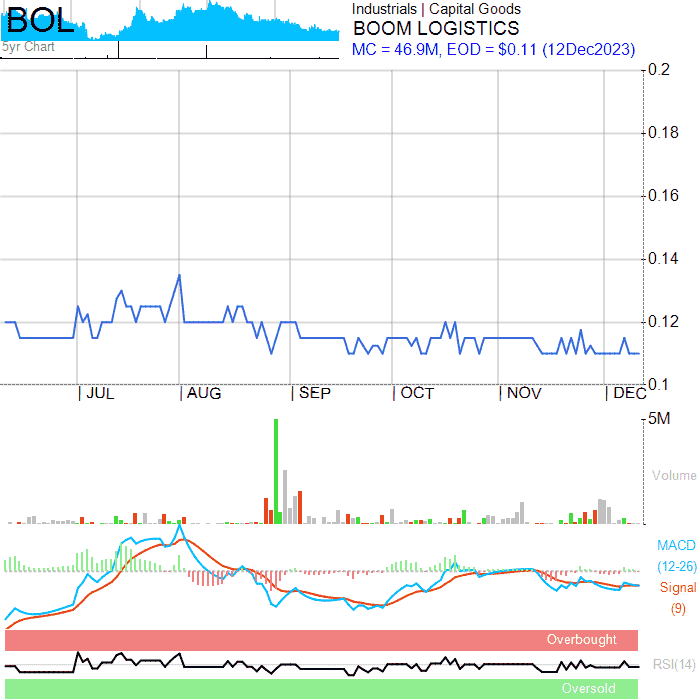 BOL
5yr Chart
Industrials | Capital Goods
BOOM LOGISTICS
MC = 46.9M, EOD = $0.11 (12Dec2023)
0.2
0.18
0.16
0.14
0.12
0.1
| JUL | AUG | SEP | OCT | NOV | DEC
5M
Volume
MACD
(12-26)
Signal
(9)
Overbought
RSI(14)
Oversold